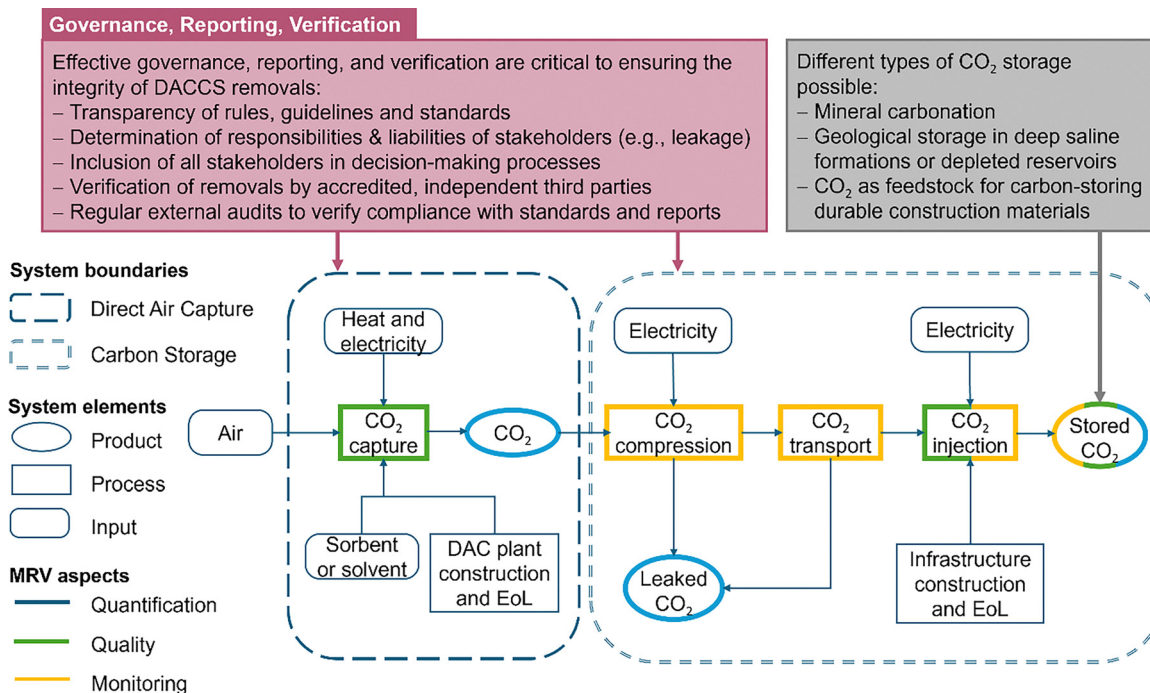 Governance, Reporting, Verification
Effective governance, reporting, and verification are critical to ensuring the
integrity of DACCS removals:
– Transparency of rules, guidelines and standards
– Determination of responsibilities & liabilities of stakeholders (e.g., leakage)
– Inclusion of all stakeholders in decision-making processes
– Verification of removals by accredited, independent third parties
– Regular external audits to verify compliance with standards and reports
Different types of CO₂ storage
possible:
– Mineral carbonation
– Geological storage in deep saline
formations or depleted reservoirs
– CO₂ as feedstock for carbon-storing
durable construction materials
System boundaries
Direct Air Capture
Carbon Storage
System elements
Product
Process
Input
MRV aspects
Quantification
Quality
Monitoring
Air
Heat and
electricity
CO₂
capture
CO₂
Sorbent
or solvent
DAC plant
construction
and EoL
Electricity
CO₂
compression
CO₂
transport
Leaked
CO₂
Electricity
CO₂
injection
Infrastructure
construction
and EoL
Stored
CO₂